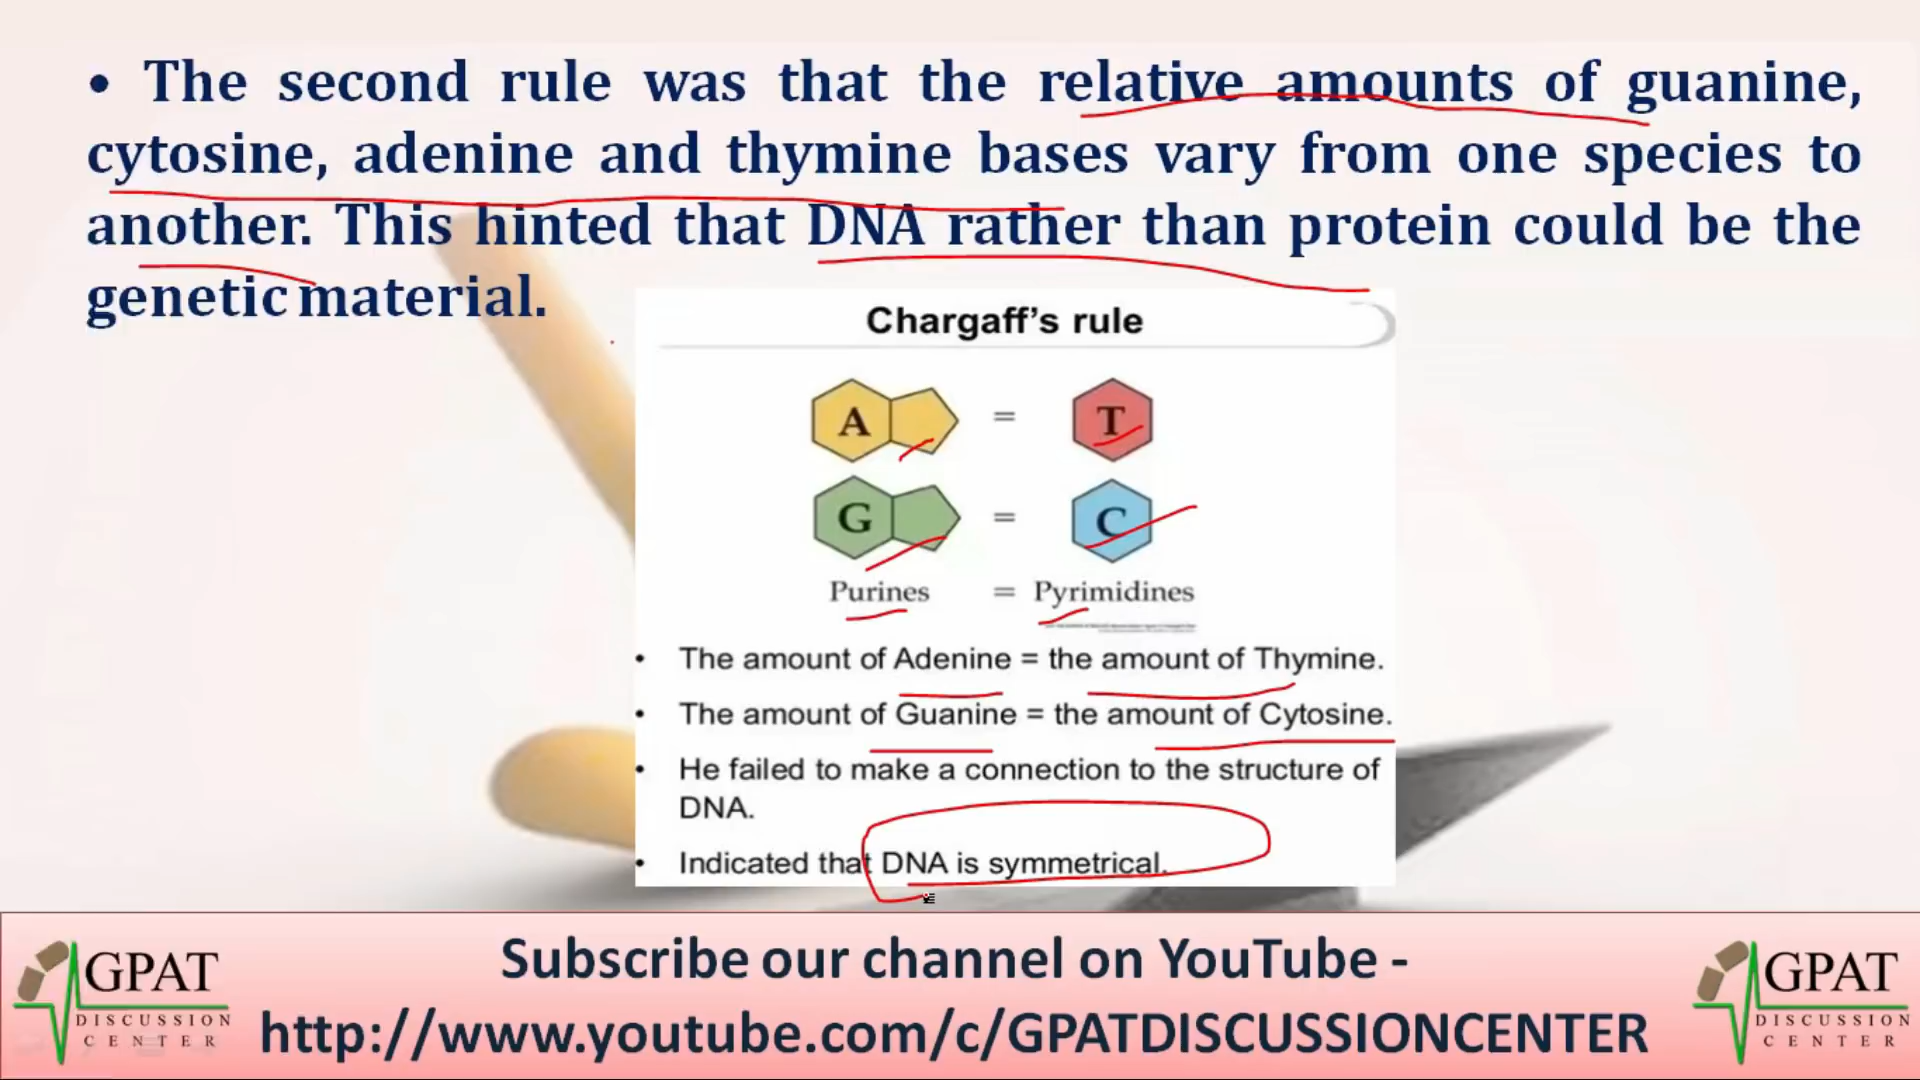 • The second rule was that the relative amounts of guanine,
cytosine, adenine and thymine bases vary from one species to
another. This hinted that DNA rather than protein could be the
genetic material.
Chargaff's rule
A = T
G = C
Purines = Pyrimidines
• The amount of Adenine = the amount of Thymine.
• The amount of Guanine = the amount of Cytosine.
• He failed to make a connection to the structure of
DNA.
• Indicated that DNA is symmetrical.
GPAT
DISCUSSION
CENTER
Subscribe our channel on YouTube -
http://www.youtube.com/c/GPATDISCUSSIONCENTER
GPAT
DISCUSSION
CENTER